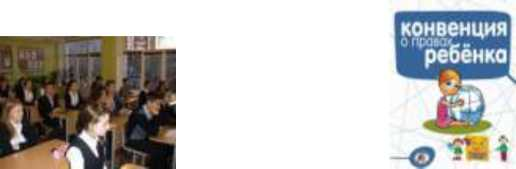 конвенция
о правах
ребёнка